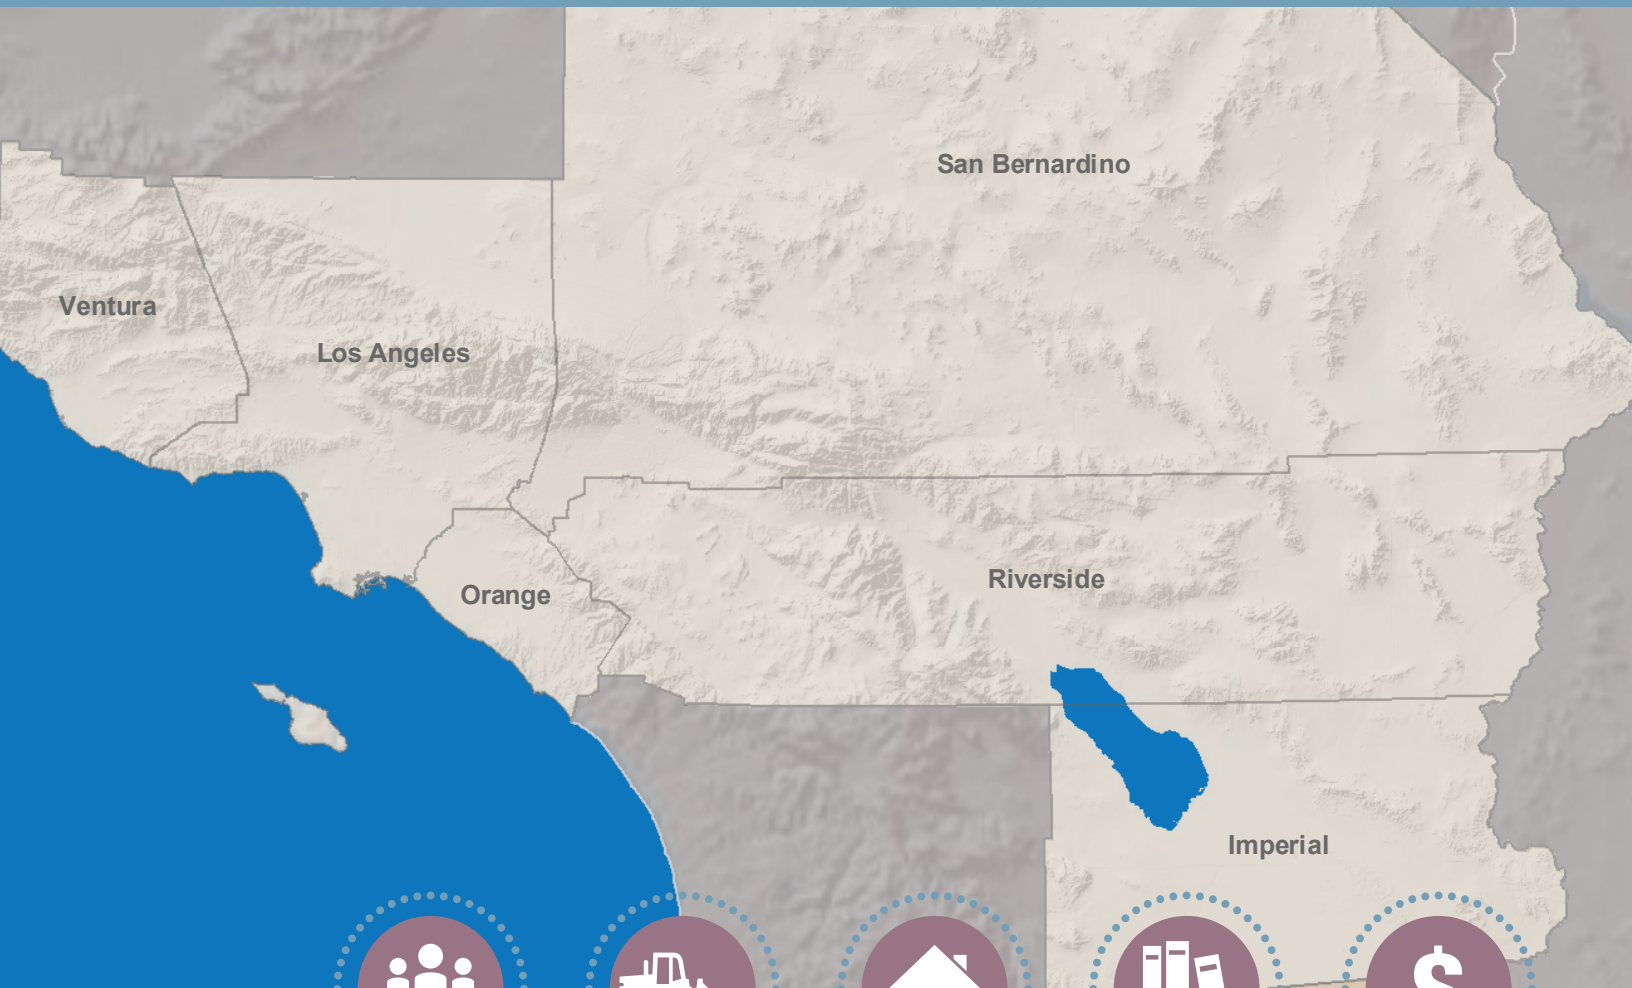 San Bernardino
Ventura
Los Angeles
Riverside
Orange
Imperial
$